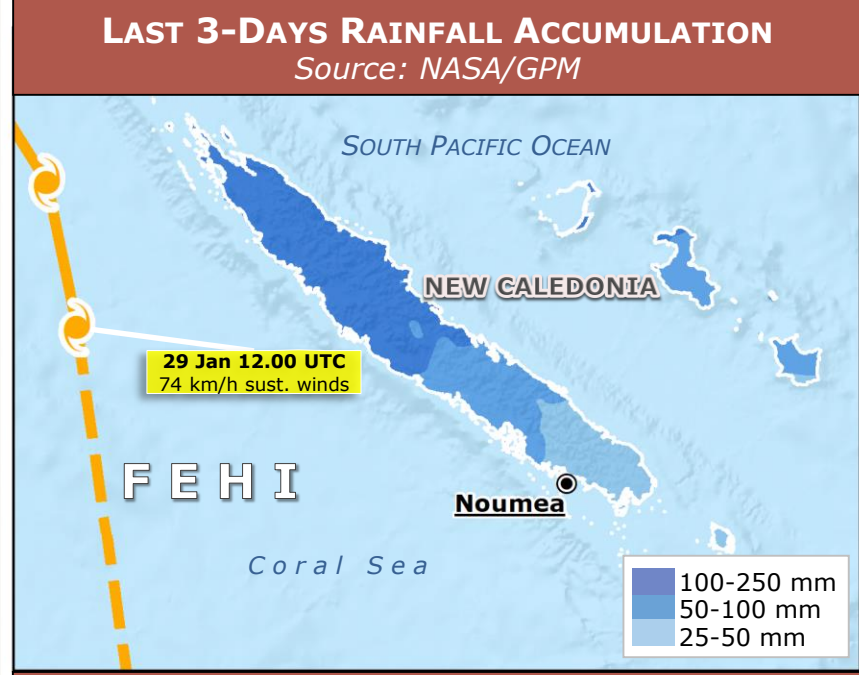 LAST 3-DAYS RAINFALL ACCUMULATION
Source: NASA/GPM
SOUTH PACIFIC OCEAN
NEW CALEDONIA
29 Jan 12.00 UTC
74 km/h sust. winds
FEHI
Noumea
Coral Sea
100-250 mm
50-100 mm
25-50 mm